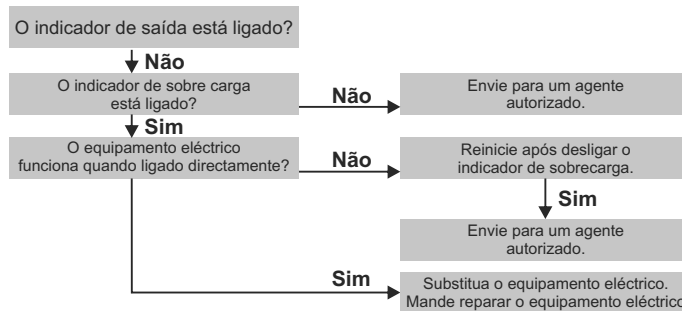 O indicador de saída está ligado?
Não
O indicador de sobre carga
está ligado?
Não
Envie para um agente
autorizado.
Sim
O equipamento eléctrico
funciona quando ligado directamente?
Não
Reinicie após desligar o
indicador de sobrecarga.
Sim
Envie para um agente
autorizado.
Sim
Substitua o equipamento eléctrico.
Mande reparar o equipamento eléctrico